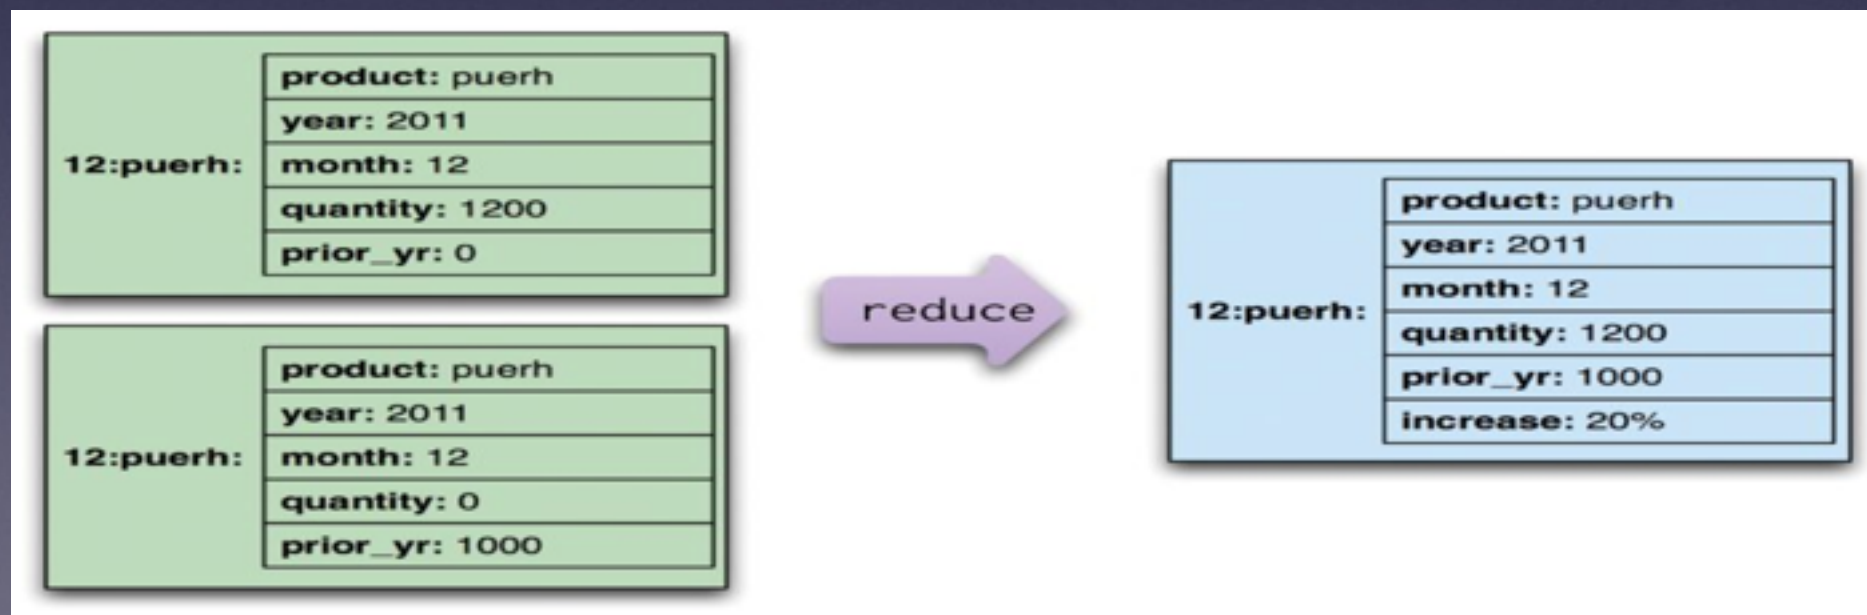 product: puerh
year: 2011
12:puerh: month: 12
quantity: 1200
prior_yr: 0
product: puerh
year: 2011
12:puerh: month: 12
quantity: 0
prior_yr: 1000
reduce
product: puerh
year: 2011
month: 12
12:puerh:
quantity: 1200
prior_yr: 1000
increase: 20%